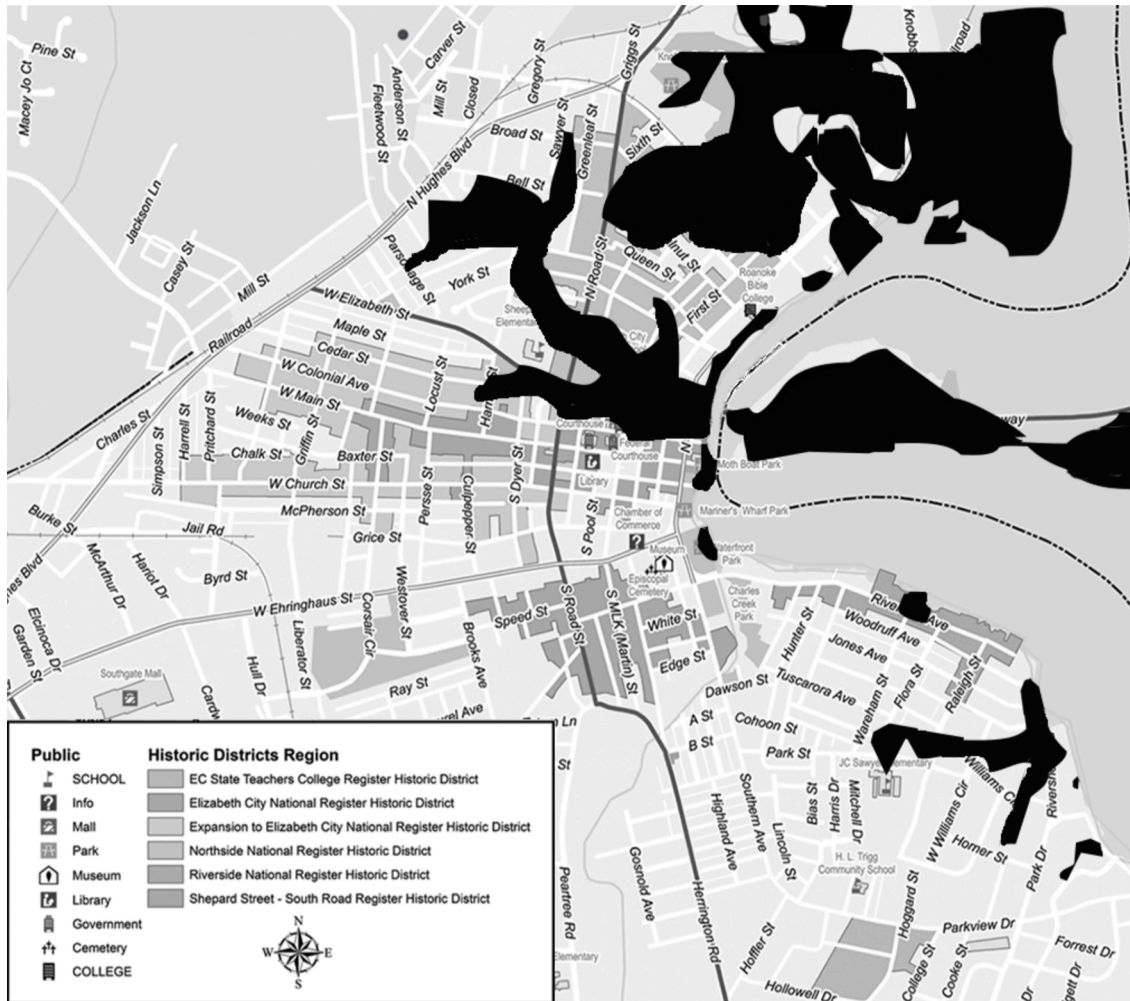 Pine St
Macey Jo Ct
Carver St
Anderson St
Fleetwood St
Mill St
Closed
Gregory St
Griggs St
Knobbs
Railroad
Broad St
Sawyer St
Greenleaf St
Sixth St
N Hughes Blvd
Bell St
Jackson Ln
Casey St
Mill St
Parsonage St
York St
N Road St
Queen St
First St
Roanoke
Bible
College
Railroad
W Elizabeth St
Elementary
City
Maple St
Cedar St
W Colonial Ave
W Main St
Locust St
Weeks St
Griffin St
Charles St
Simpson St
Harrell St
Pritchard St
Chalk St
Baxter St
W Church St
McPherson St
Persse St
Culpepper St
S Dyer St
Courthouse
Federal
Courthouse
Library
Moth Boat Park
Mariner's Wharf Park
S Pool St
Chamber of
Commerce
Museum
Waterfront
Park
Episcopal
Cemetery
Charles
Creek
Park
Burke St
Jail Rd
Grice St
McArthur Dr
Hariot Dr
Byrd St
W Ehringhaus St
Westover St
Corsair Cir
Liberator St
Hull Dr
Elcinoca Dr
Garden St
Southgate Mall
Speed St
S Road St
S MLK (Martin) St
White St
Edge St
Brooks Ave
Ray St
Hunter St
Woodruff Ave
Jones Ave
Tuscarora Ave
Wareham St
Flora St
Raleigh St
Dawson St
A St
B St
Cohoon St
Park St
JC Sawyer Elementary
Bias St
Harris Dr
Mitchell Dr
Southern Ave
Highland Ave
Lincoln St
W Williams Cir
Horner St
Park Dr
H. L. Trigg
Community School
Gosnold Ave
Herrington Rd
Peartree Rd
Hoffler St
Hoggard St
College St
Cooke St
Parkview Dr
Forrest Dr
Hollowell Dr
Elementary
Public
SCHOOL
Info
Mall
Park
Museum
Library
Government
Cemetery
COLLEGE
Historic Districts Region
EC State Teachers College Register Historic District
Elizabeth City National Register Historic District
Expansion to Elizabeth City National Register Historic District
Northside National Register Historic District
Riverside National Register Historic District
Shepard Street - South Road Register Historic District
N
W
E
S